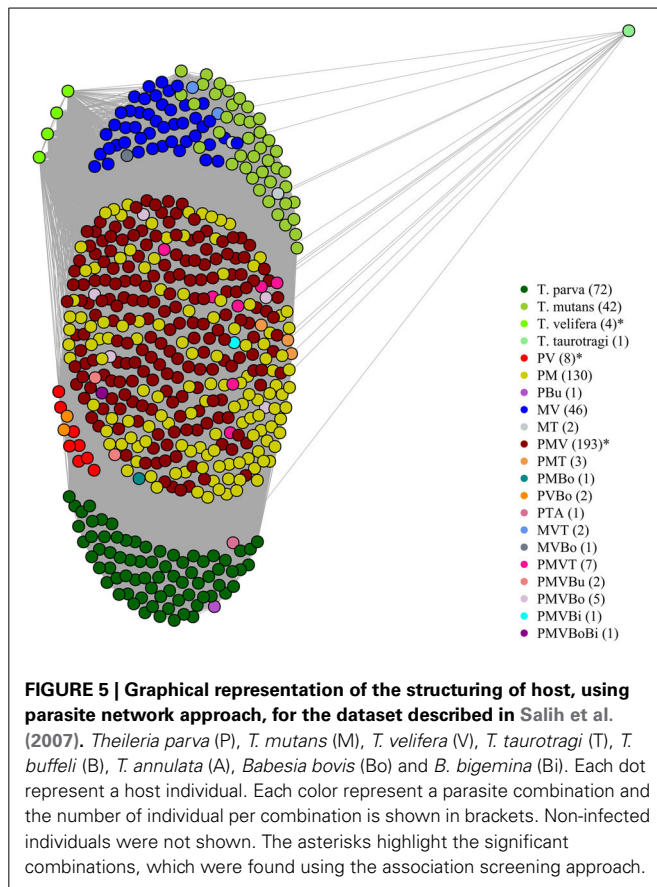 T. parva (72)
T. mutans (42)
T. velifera (4)*
T. taurotragi (1)
PV (8)*
PM (130)
PBu (1)
MV (46)
MT (2)
PMV (193)*
PMT (3)
PMBo (1)
PVBo (2)
PTA (1)
MVT (2)
MVBo (1)
PMVT (7)
PMVBu (2)
PMVBo (5)
PMVBi (1)
PMVBoBi (1)
FIGURE 5 | Graphical representation of the structuring of host, using
parasite network approach, for the dataset described in Salih et al.
(2007). Theileria parva (P), T. mutans (M), T. velifera (V), T. taurotragi (T), T.
buffeli (B), T. annulata (A), Babesia bovis (Bo) and B. bigemina (Bi). Each dot
represent a host individual. Each color represent a parasite combination and
the number of individual per combination is shown in brackets. Non-infected
individuals were not shown. The asterisks highlight the significant
combinations, which were found using the association screening approach.